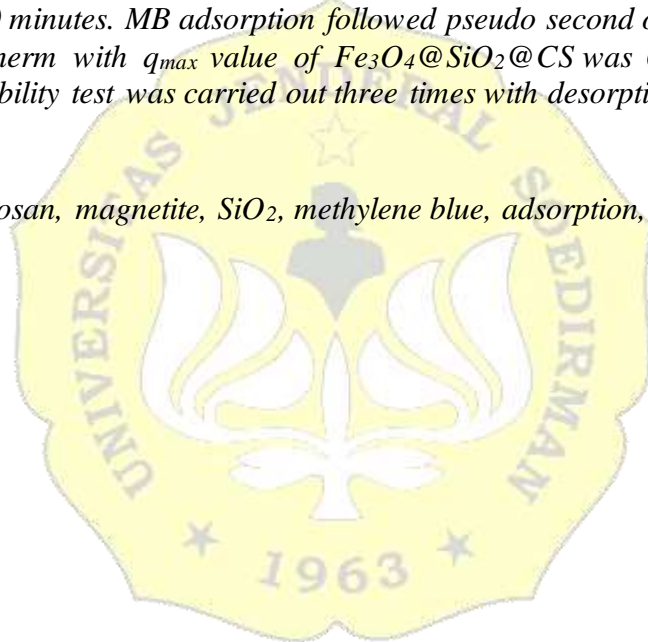 minutes. MB adsorption followed pseudo second o
herm with qmax value of Fe3O4@SiO2@CS was
bility test was carried out three times with desorpti
osan, magnetite, SiO2, methylene blue, adsorption,
UNIVERSITAS JENDERAL SOEDIRMAN
1963